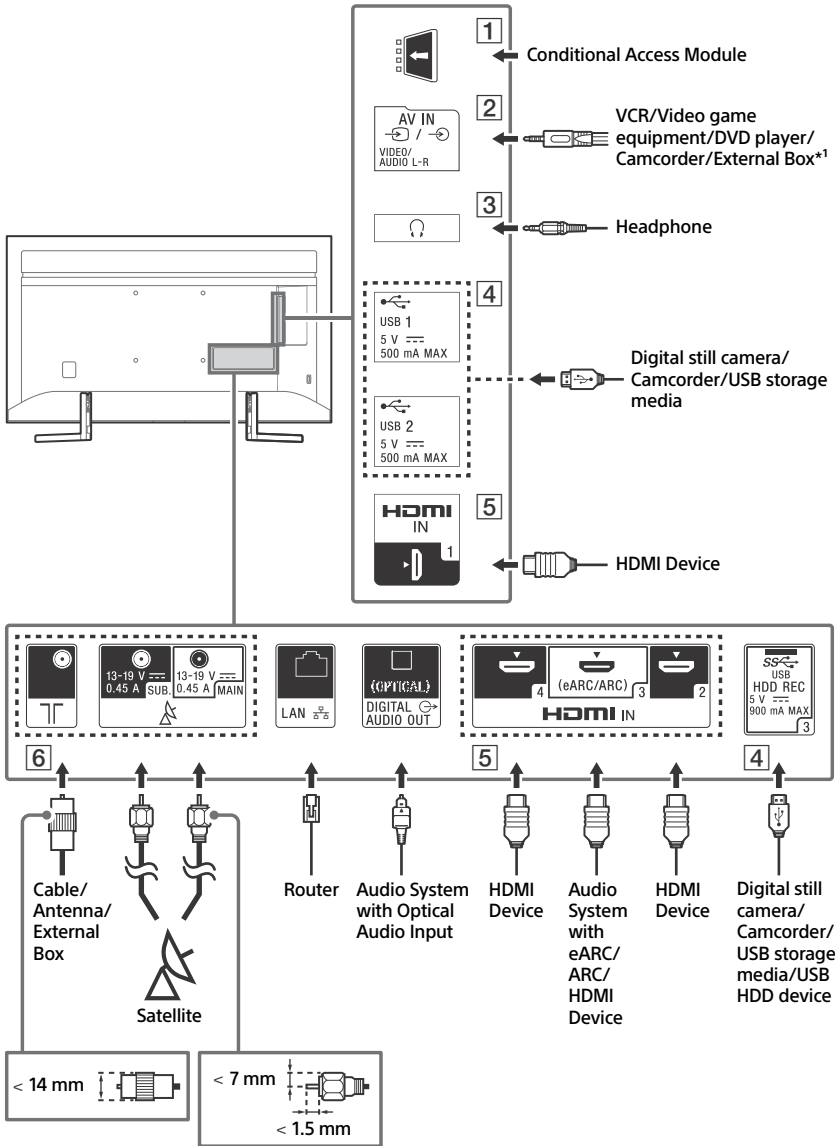 1
Conditional Access Module
2
AV IN
/
VIDEO/
AUDIO L-R
VCR/Video game
equipment/DVD player/
Camcorder/External Box*1
3
Headphone
4
USB 1
5 V
500 mA MAX
USB 2
5 V
500 mA MAX
Digital still camera/
Camcorder/USB storage
media
5
HDMI
IN
1
HDMI Device
13-19 V
0.45 A SUB.
13-19 V
0.45 A MAIN
LAN
(OPTICAL)
DIGITAL
AUDIO OUT
4
(eARC/ARC) 3
2
HDMI IN
SS
USB
HDD REC
5 V
900 mA MAX
3
6
5
4
Cable/
Antenna/
External
Box
Satellite
Router
Audio System
with Optical
Audio Input
HDMI
Device
Audio
System
with
eARC/
ARC/
HDMI
Device
HDMI
Device
Digital still
camera/
Camcorder/
USB storage
media/USB
HDD device
< 14 mm
< 7 mm
< 1.5 mm